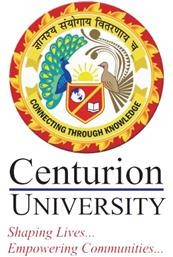 ज्ञानस्य संयोगाय वितरणाय च
CONNECTING THROUGH KNOWLEDGE
Centurion
UNIVERSITY
Shaping Lives...
Empowering Communities...